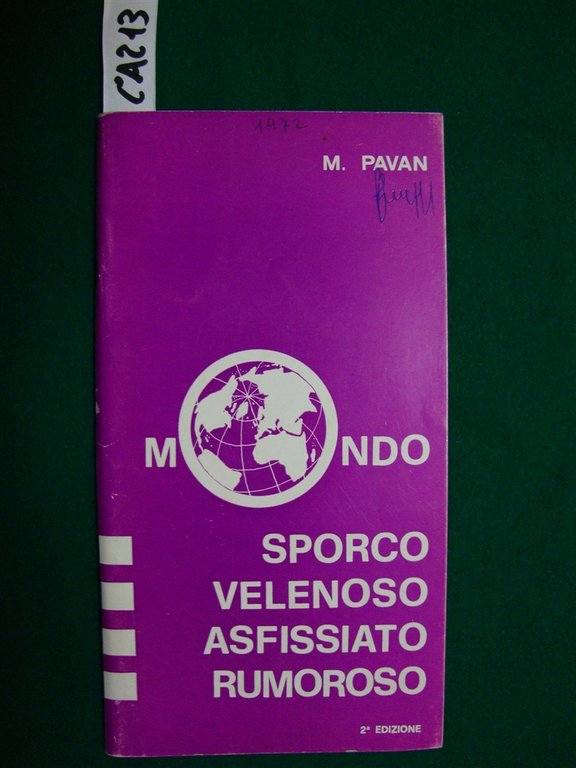 CA213
1972
M. PAVAN
MONDO
SPORCO
VELENOSO
ASFISSIATO
RUMOROSO
2ª EDIZIONE